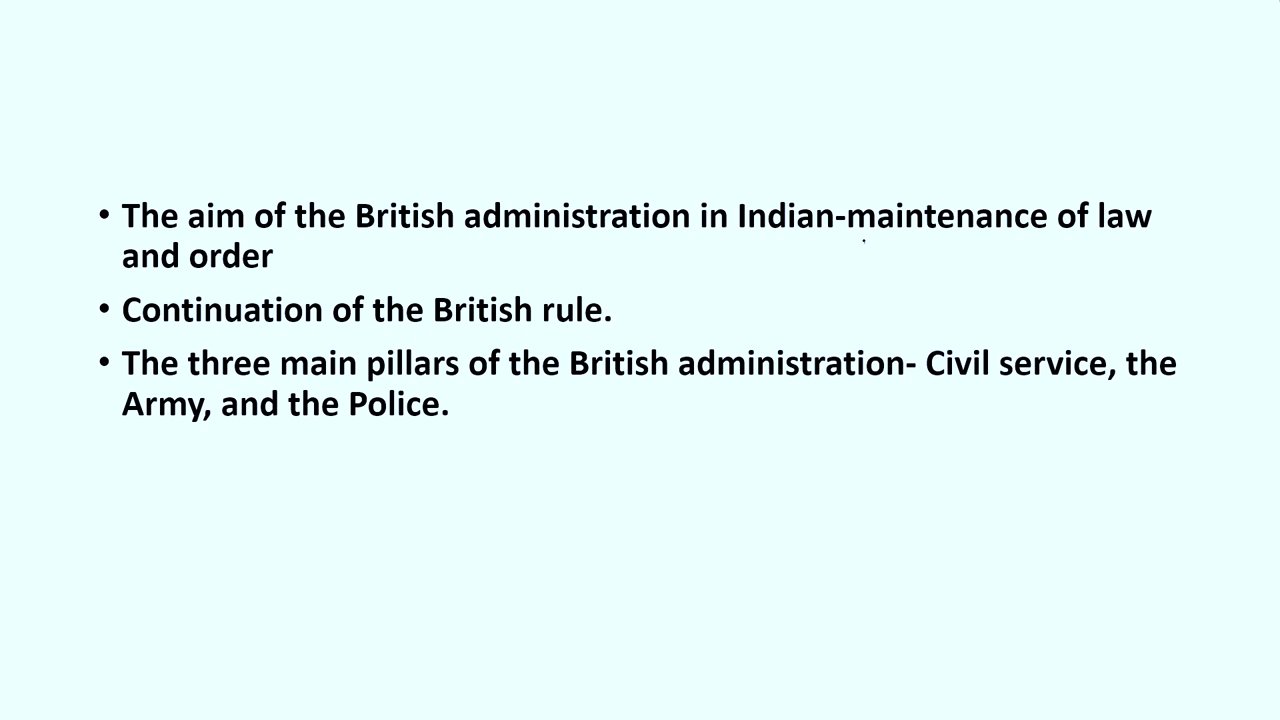 • The aim of the British administration in Indian-maintenance of law
and order
• Continuation of the British rule.
• The three main pillars of the British administration- Civil service, the
Army, and the Police.